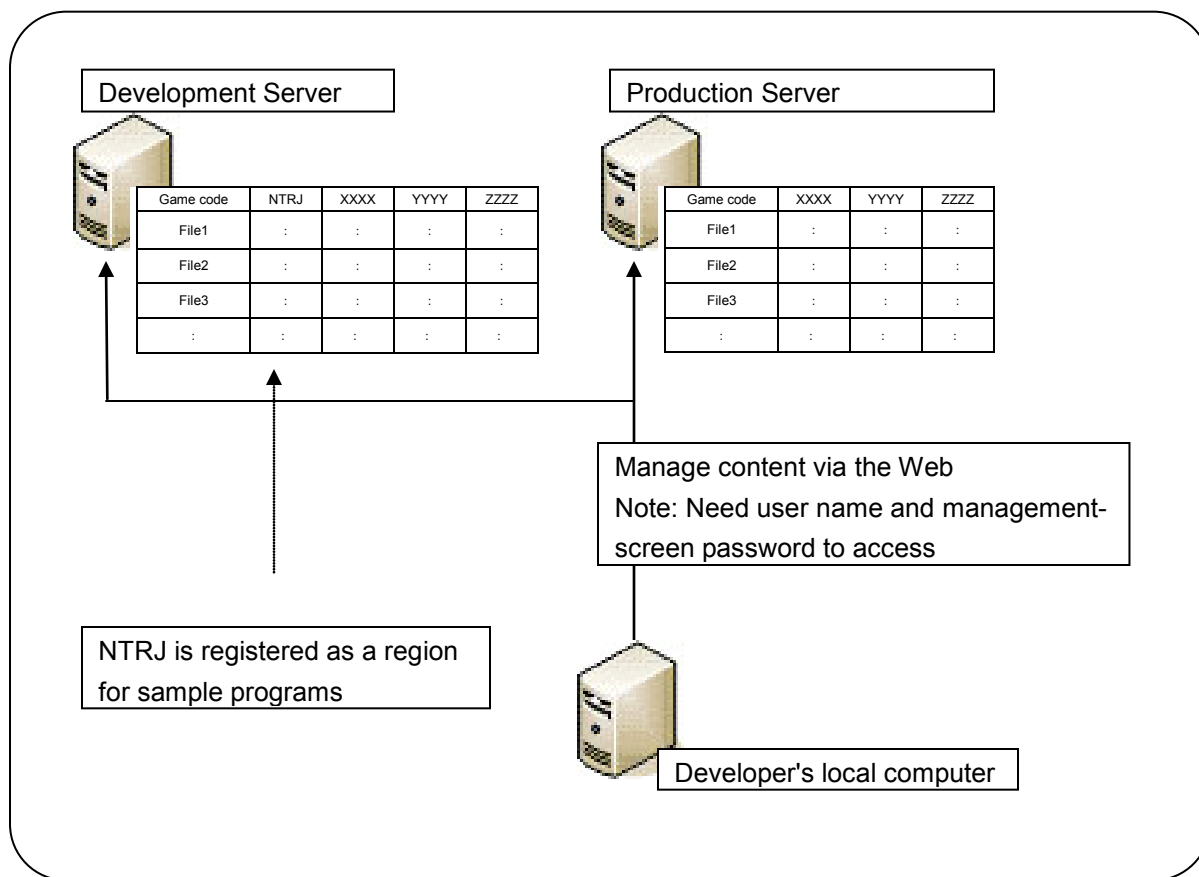 Development Server
Production Server
Game code NTRJ XXXX YYYY ZZZZ
File1 : : : :
File2 : : : :
File3 : : : :
: : : : :
Game code XXXX YYYY ZZZZ
File1 : : :
File2 : : :
File3 : : :
: : : :
Manage content via the Web
Note: Need user name and management-
screen password to access
NTRJ is registered as a region
for sample programs
Developer's local computer